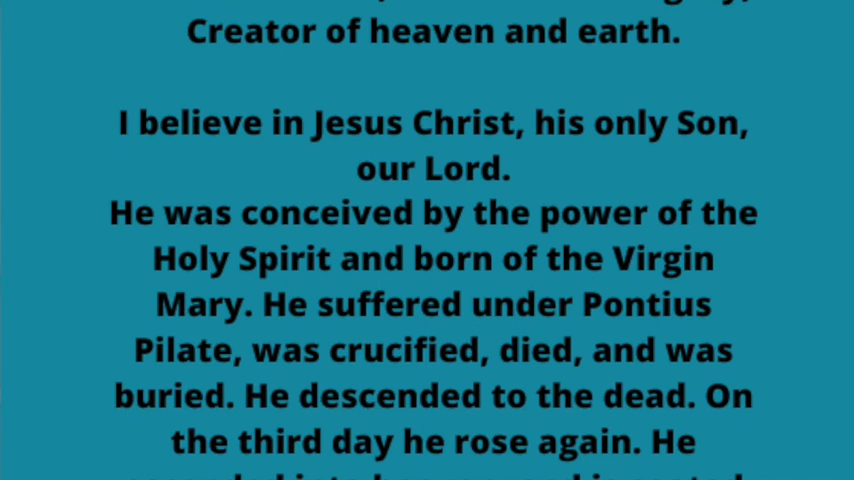 Creator of heaven and earth.
I believe in Jesus Christ, his only Son,
our Lord.
He was conceived by the power of the
Holy Spirit and born of the Virgin
Mary. He suffered under Pontius
Pilate, was crucified, died, and was
buried. He descended to the dead. On
the third day he rose again. He